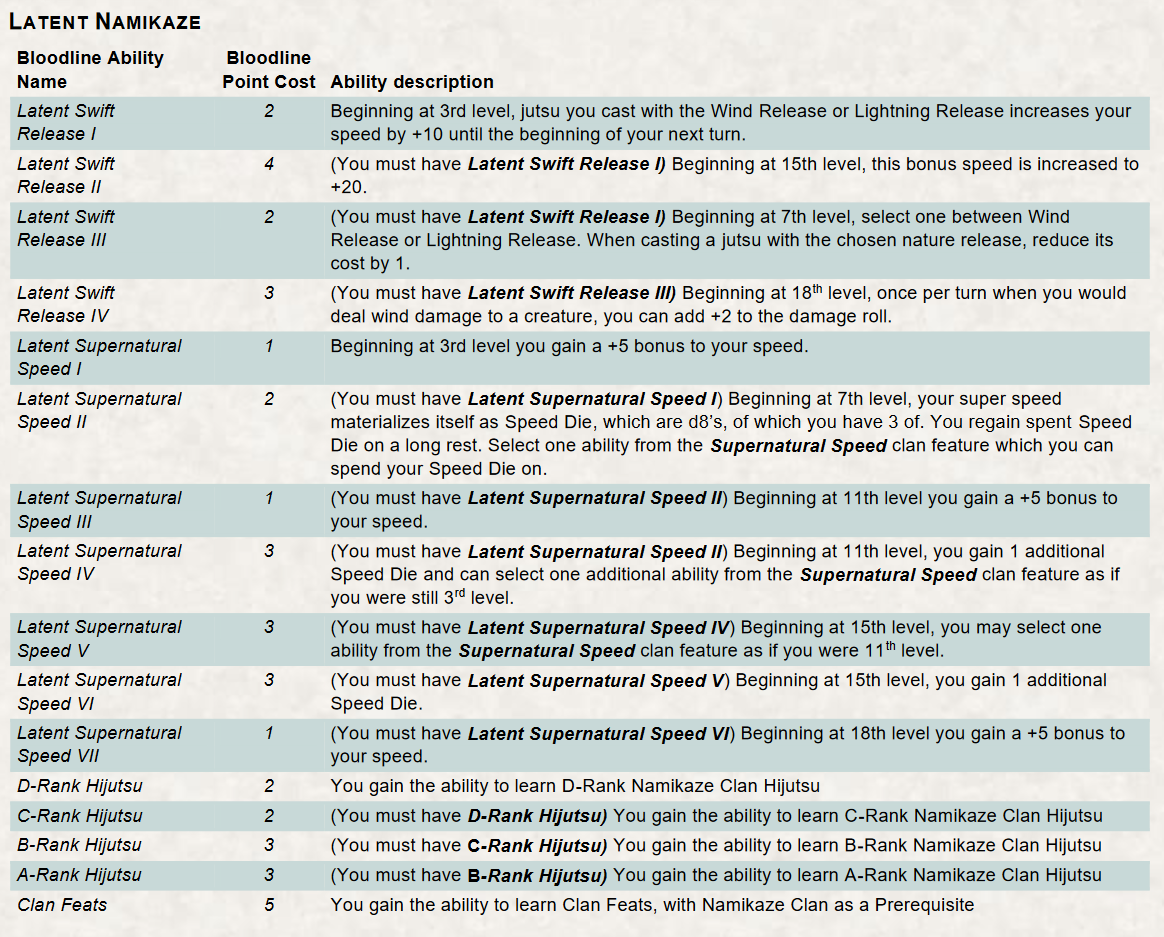 LATENT NAMIKAZE
Bloodline Ability Name Bloodline Point Cost Ability description
Latent Swift Release I 2 Beginning at 3rd level, jutsu you cast with the Wind Release or Lightning Release increases your
speed by +10 until the beginning of your next turn.
Latent Swift Release II 4 (You must have Latent Swift Release I) Beginning at 15th level, this bonus speed is increased to
+20.
Latent Swift Release III 2 (You must have Latent Swift Release I) Beginning at 7th level, select one between Wind
Release or Lightning Release. When casting a jutsu with the chosen nature release, reduce its
cost by 1.
Latent Swift Release IV 3 (You must have Latent Swift Release III) Beginning at 18th level, once per turn when you would
deal wind damage to a creature, you can add +2 to the damage roll.
Latent Supernatural Speed I 1 Beginning at 3rd level you gain a +5 bonus to your speed.
Latent Supernatural Speed II 2 (You must have Latent Supernatural Speed I) Beginning at 7th level, your super speed
materializes itself as Speed Die, which are d8's, of which you have 3 of. You regain spent Speed
Die on a long rest. Select one ability from the Supernatural Speed clan feature which you can
spend your Speed Die on.
Latent Supernatural Speed III 1 (You must have Latent Supernatural Speed II) Beginning at 11th level you gain a +5 bonus to
your speed.
Latent Supernatural Speed IV 3 (You must have Latent Supernatural Speed II) Beginning at 11th level, you gain 1 additional
Speed Die and can select one additional ability from the Supernatural Speed clan feature as if
you were still 3rd level.
Latent Supernatural Speed V 3 (You must have Latent Supernatural Speed IV) Beginning at 15th level, you may select one
ability from the Supernatural Speed clan feature as if you were 11th level.
Latent Supernatural Speed VI 3 (You must have Latent Supernatural Speed V) Beginning at 15th level, you gain 1 additional
Speed Die.
Latent Supernatural Speed VII 1 (You must have Latent Supernatural Speed VI) Beginning at 18th level you gain a +5 bonus to
your speed.
D-Rank Hijutsu 2 You gain the ability to learn D-Rank Namikaze Clan Hijutsu
C-Rank Hijutsu 2 (You must have D-Rank Hijutsu) You gain the ability to learn C-Rank Namikaze Clan Hijutsu
B-Rank Hijutsu 3 (You must have C-Rank Hijutsu) You gain the ability to learn B-Rank Namikaze Clan Hijutsu
A-Rank Hijutsu 3 (You must have B-Rank Hijutsu) You gain the ability to learn A-Rank Namikaze Clan Hijutsu
Clan Feats 5 You gain the ability to learn Clan Feats, with Namikaze Clan as a Prerequisite